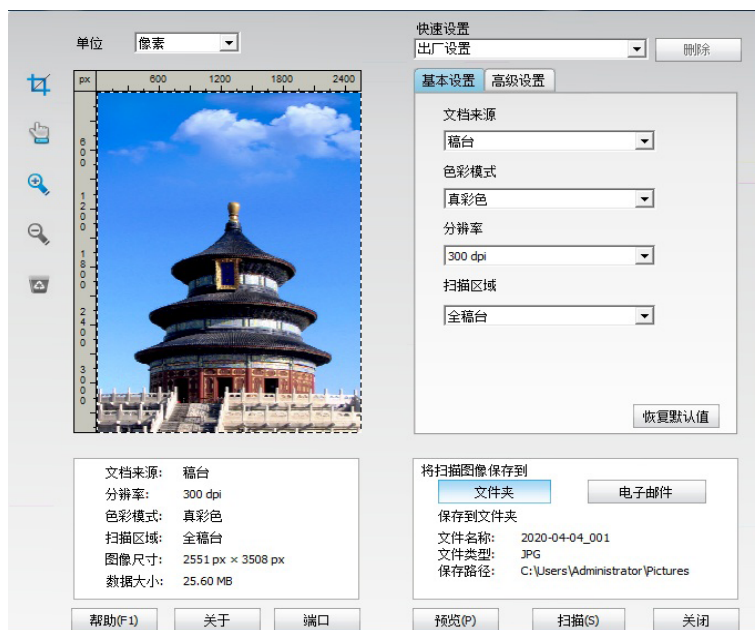 单位 像素
px 600 1200 1800 2400
600
1200
1800
2400
3000
快速设置
出厂设置 删除
基本设置 高级设置
文档来源
稿台
色彩模式
真彩色
分辨率
300 dpi
扫描区域
全稿台
恢复默认值
文档来源: 稿台
分辨率: 300 dpi
色彩模式: 真彩色
扫描区域: 全稿台
图像尺寸: 2551 px × 3508 px
数据大小: 25.60 MB
将扫描图像保存到
文件夹 电子邮件
保存到文件夹
文件名称: 2020-04-04_001
文件类型: JPG
保存路径: C:\Users\Administrator\Pictures
帮助(F1) 关于 端口 预览(P) 扫描(S) 关闭